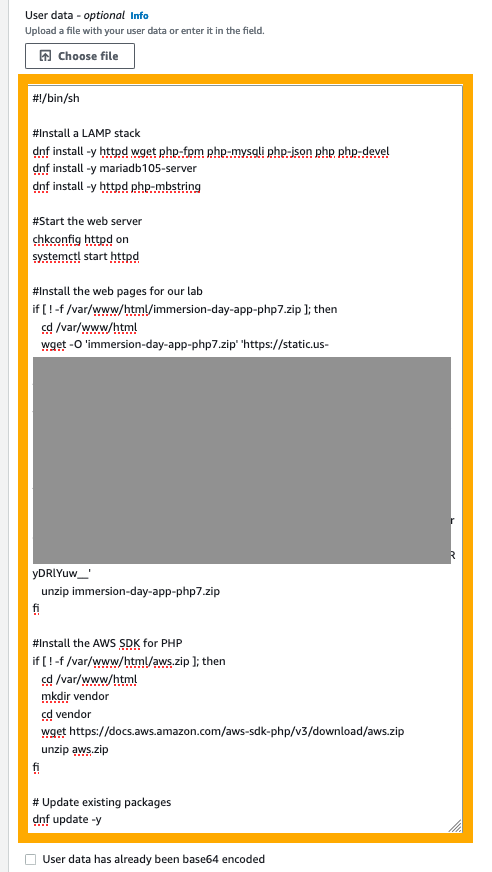 User data - optional Info
Upload a file with your user data or enter it in the field.
Choose file
#!/bin/sh
#Install a LAMP stack
dnf install -y httpd wget php-fpm php-mysqli php-json php php-devel
dnf install -y mariadb105-server
dnf install -y httpd php-mbstring
#Start the web server
chkconfig httpd on
systemctl start httpd
#Install the web pages for our lab
if [ ! -f /var/www/html/immersion-day-app-php7.zip ]; then
cd /var/www/html
wget -O 'immersion-day-app-php7.zip' 'https://static.us-
r
R
yDRlYuw__'
unzip immersion-day-app-php7.zip
fi
#Install the AWS SDK for PHP
if [ ! -f /var/www/html/aws.zip ]; then
cd /var/www/html
mkdir vendor
cd vendor
wget https://docs.aws.amazon.com/aws-sdk-php/v3/download/aws.zip
unzip aws.zip
fi
# Update existing packages
dnf update -y
User data has already been base64 encoded